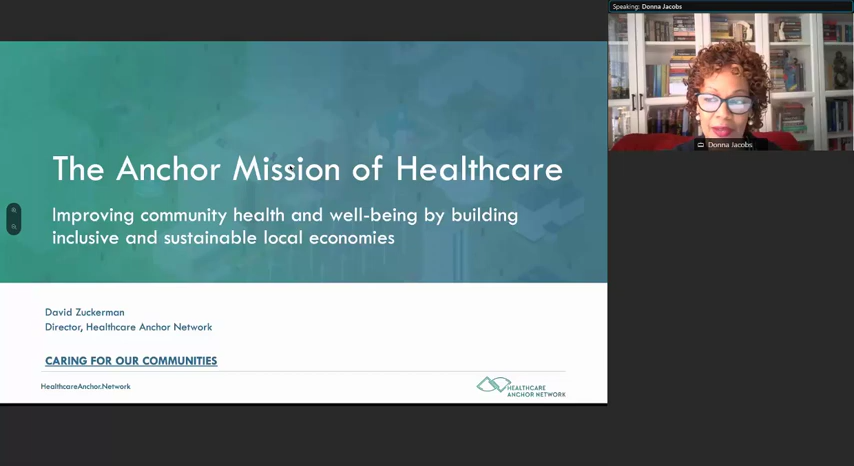 Speaking: Donna Jacobs
Donna Jacobs
The Anchor Mission of Healthcare
Improving community health and well-being by building
inclusive and sustainable local economies
David Zuckerman
Director, Healthcare Anchor Network
CARING FOR OUR COMMUNITIES
HealthcareAnchor.Network
HEALTHCARE
ANCHOR NETWORK